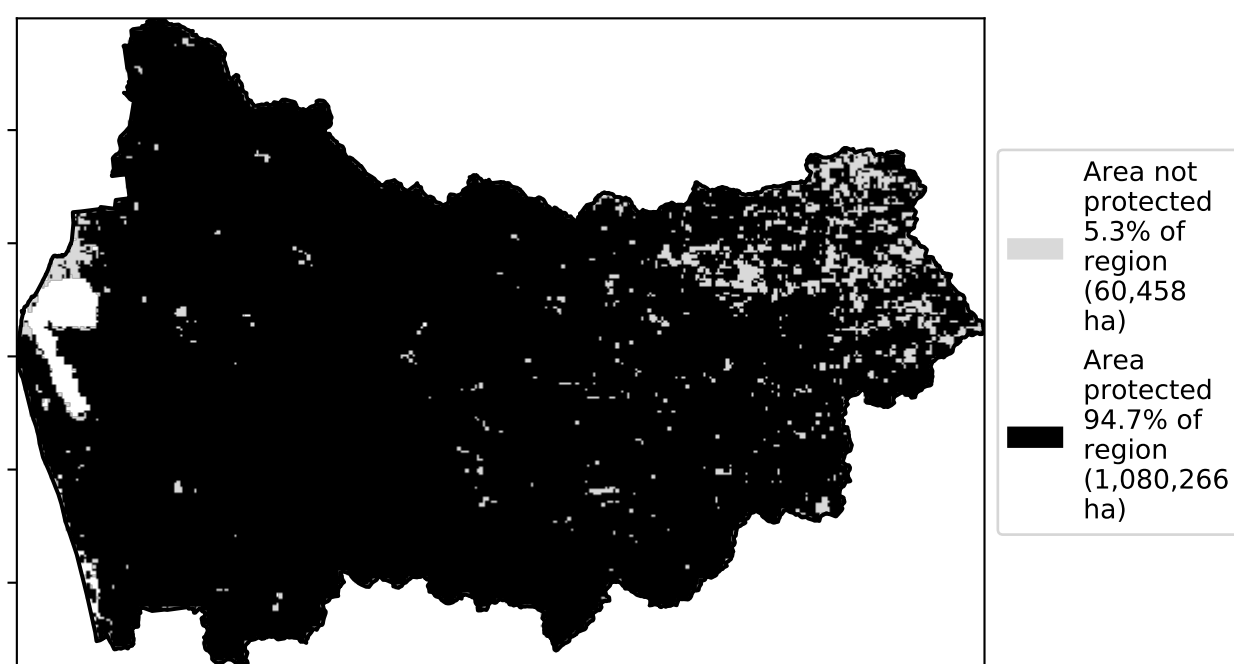 Area not
protected
5.3% of
region
(60,458
ha)
Area
protected
94.7% of
region
(1,080,266
ha)